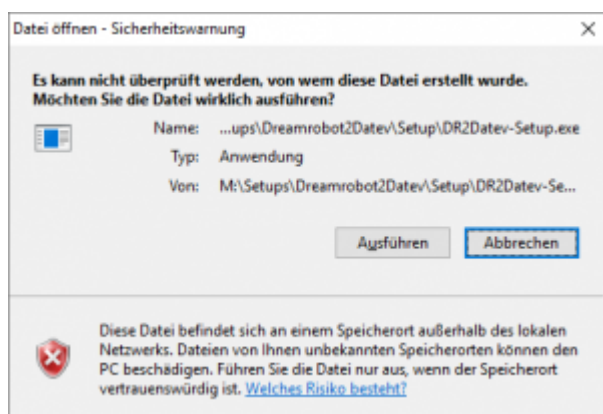 Datei öffnen - Sicherheitswarnung
Es kann nicht überprüft werden, von wem diese Datei erstellt wurde.
Möchten Sie die Datei wirklich ausführen?
Name: ...ups\Dreamrobot2Datev\Setup\DR2Datev-Setup.exe
Typ: Anwendung
Von: M:\Setups\Dreamrobot2Datev\Setup\DR2Datev-Se...
Ausführen Abbrechen
Diese Datei befindet sich an einem Speicherort außerhalb des lokalen
Netzwerks. Dateien von Ihnen unbekannten Speicherorten können den
PC beschädigen. Führen Sie die Datei nur aus, wenn der Speicherort
vertrauenswürdig ist. Welches Risiko besteht?